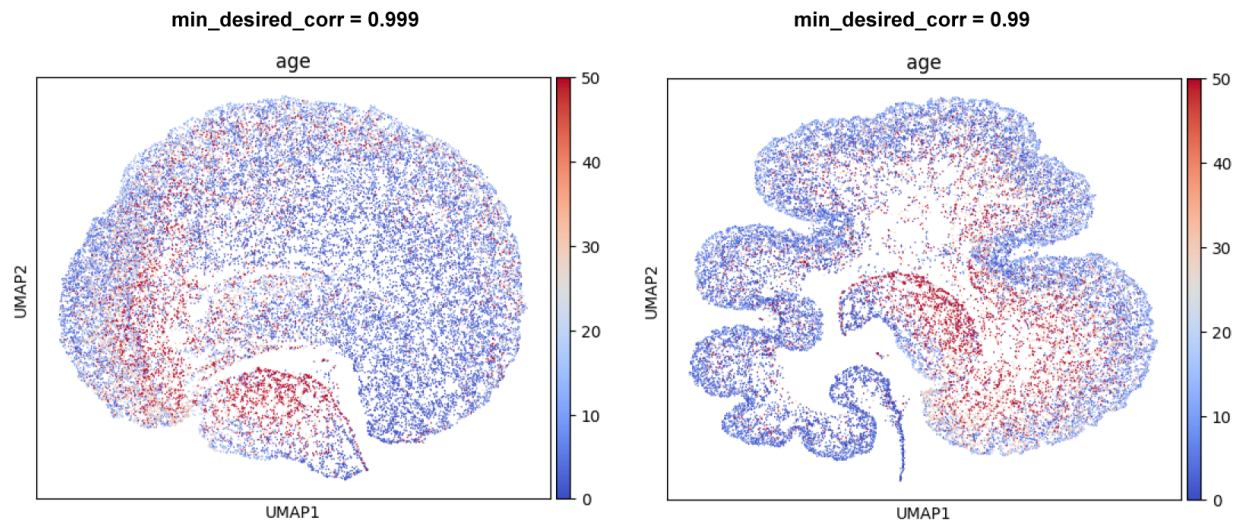 min_desired_corr = 0.999
age
UMAP2
UMAP1
50
40
30
20
10
0
min_desired_corr = 0.99
age
UMAP2
UMAP1
50
40
30
20
10
0